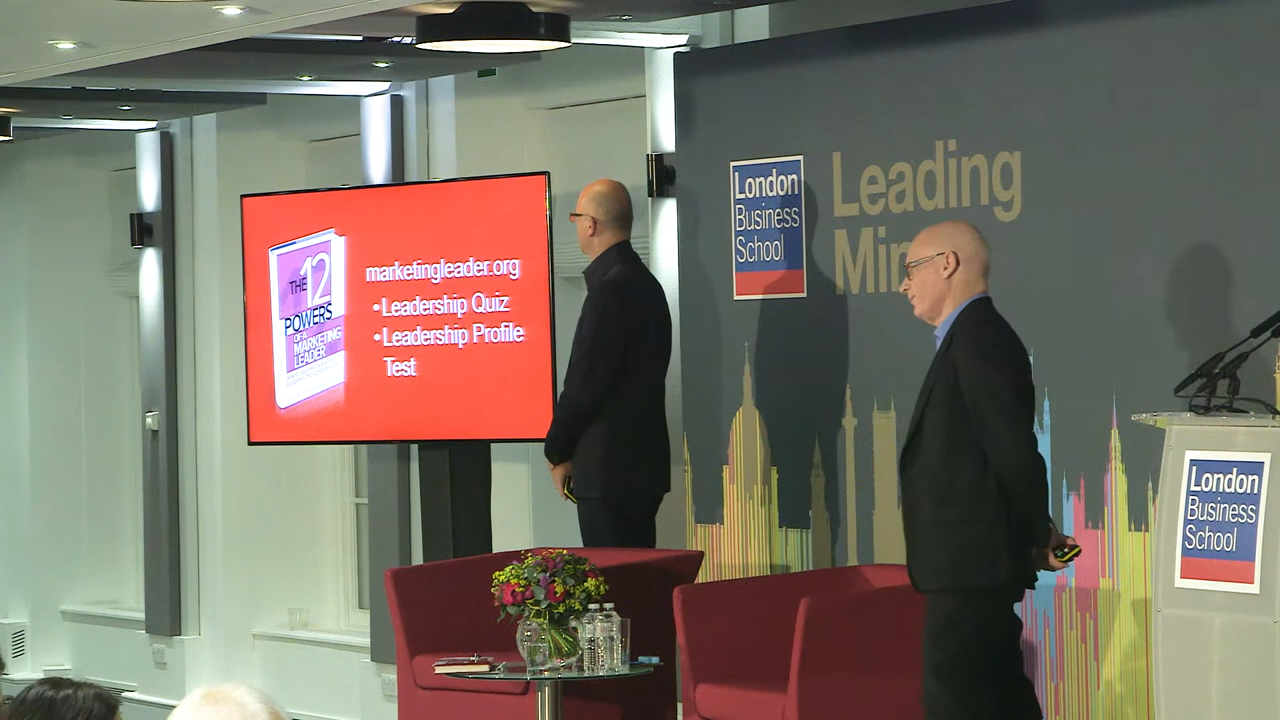 THE 12
POWERS
OF A
MARKETING
LEADER
marketingleader.org
•Leadership Quiz
•Leadership Profile
Test
London
Business
School
Leading
Min
London
Business
School